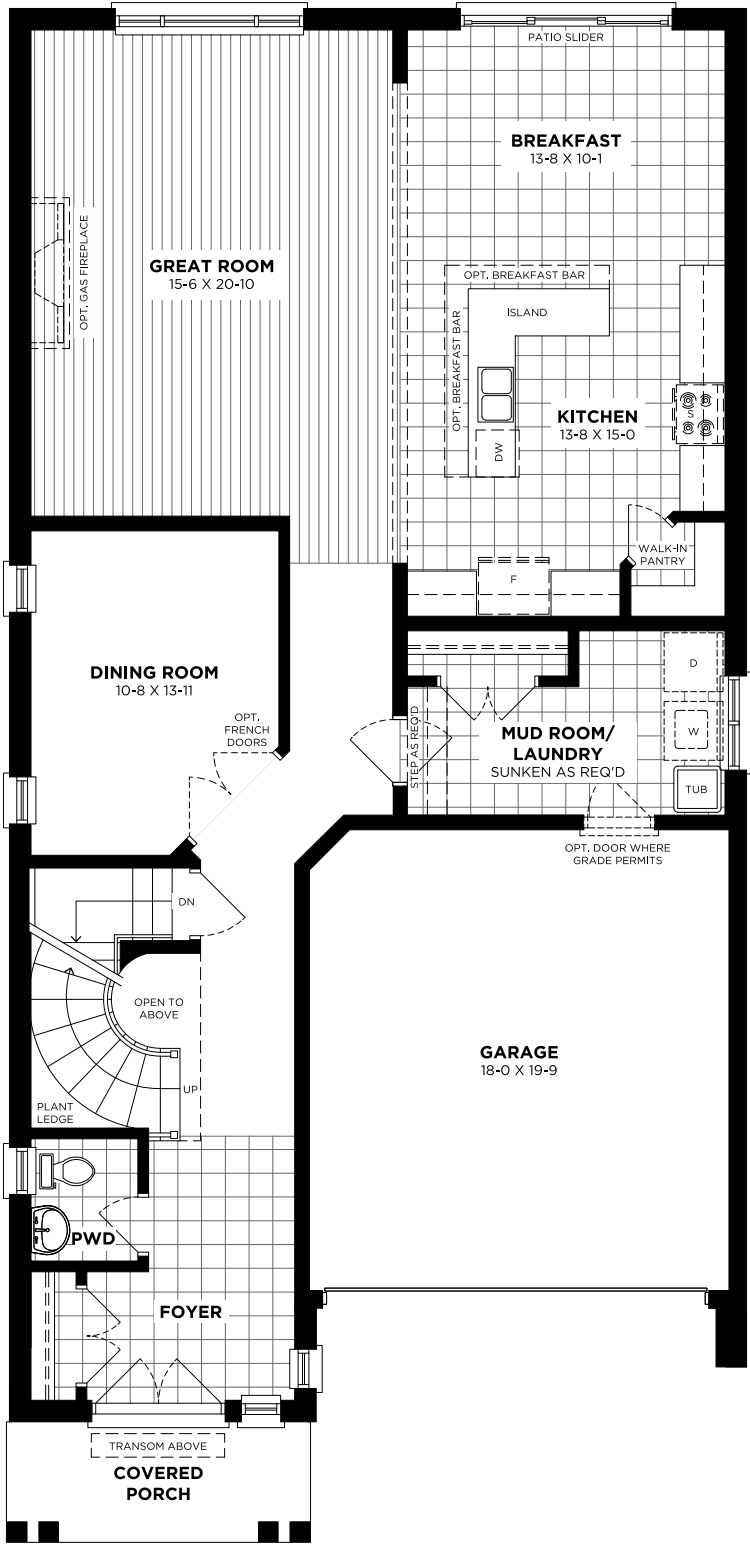 PATIO SLIDER
BREAKFAST
13-8 X 10-1
OPT. GAS FIREPLACE
GREAT ROOM
15-6 X 20-10
OPT. BREAKFAST BAR
ISLAND
OPT. BREAKFAST BAR
KITCHEN
13-8 X 15-0
S
DW
WALK-IN
PANTRY
F
DINING ROOM
10-8 X 13-11
OPT.
FRENCH
DOORS
STEP AS REQ'D
MUD ROOM/
LAUNDRY
SUNKEN AS REQ'D
D
W
TUB
OPT. DOOR WHERE
GRADE PERMITS
DN
OPEN TO
ABOVE
UP
PLANT
LEDGE
GARAGE
18-0 X 19-9
PWD
FOYER
TRANSOM ABOVE
COVERED
PORCH